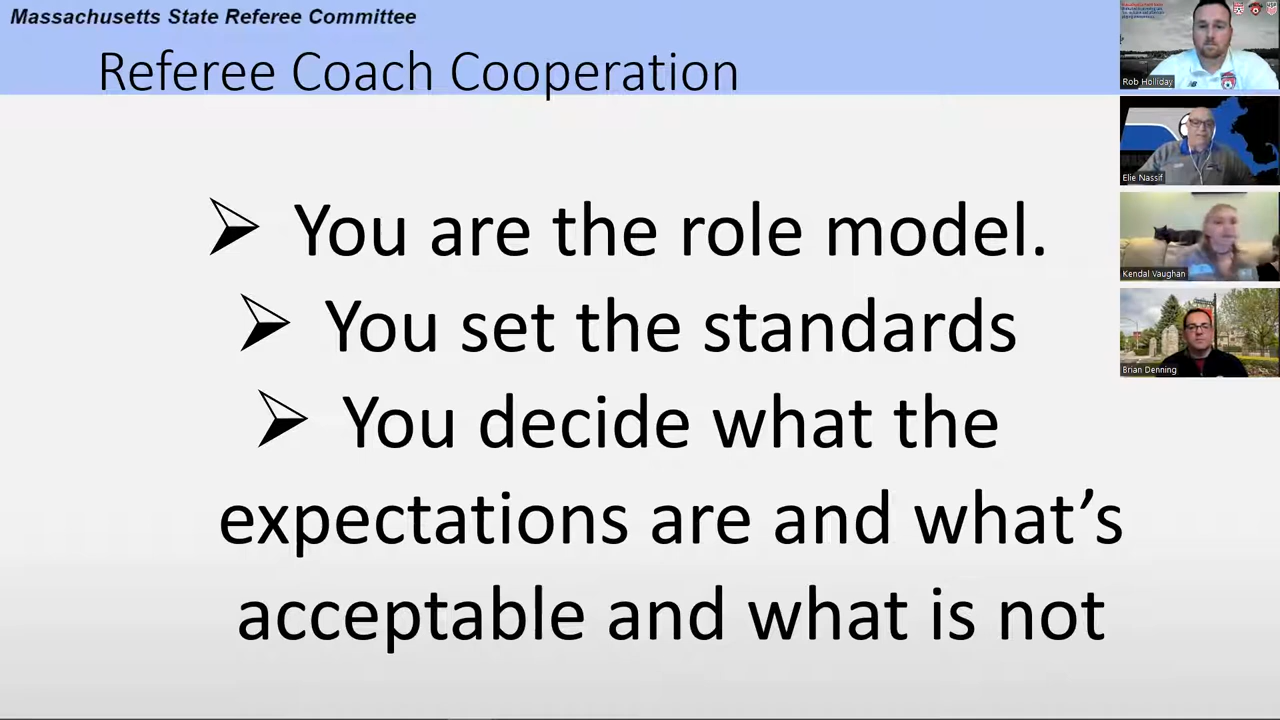 Massachusetts State Referee Committee
Referee Coach Cooperation
➢ You are the role model.
➢ You set the standards
➢ You decide what the
expectations are and what’s
acceptable and what is not
Rob Holliday
Elie Nassif
Kendal Vaughan
Brian Denning